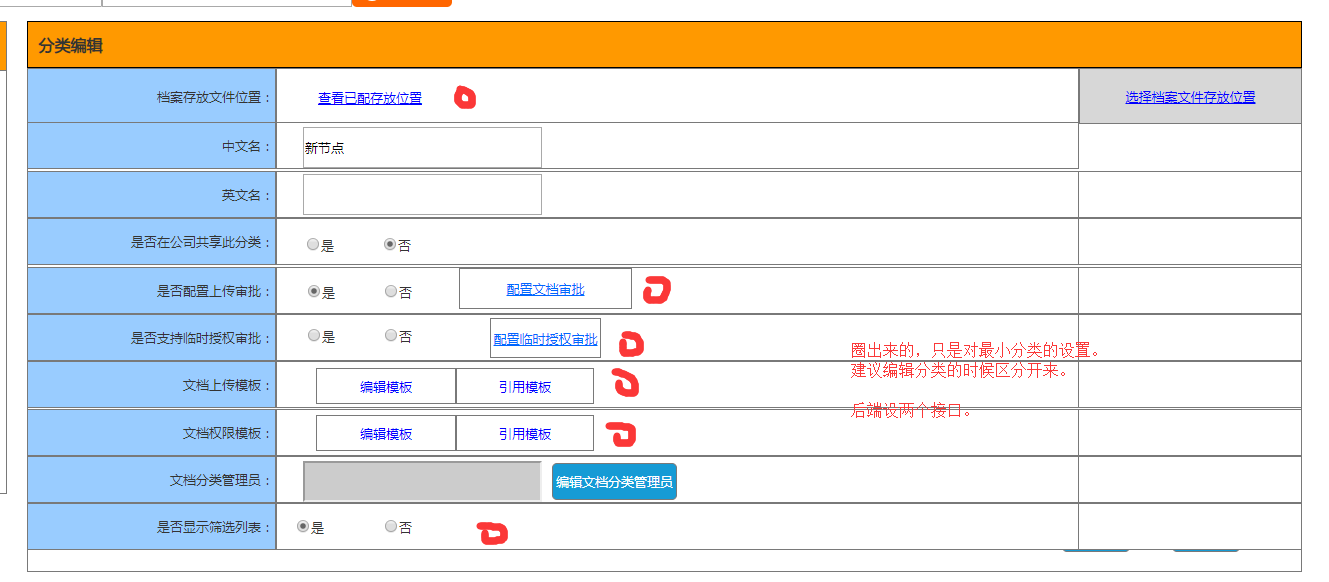 分类编辑
档案存放文件位置： 查看已配存放位置 选择档案文件存放位置
中文名： 新节点
英文名：
是否在公司共享此分类： 是 否
是否配置上传审批： 是 否 配置文档审批
是否支持临时授权审批： 是 否 配置临时授权审批
圈出来的，只是对最小分类的设置。
建议编辑分类的时候区分开来。
文档上传模板： 编辑模板 引用模板
后端设两个接口。
文档权限模板： 编辑模板 引用模板
文档分类管理员： 编辑文档分类管理员
是否显示筛选列表： 是 否